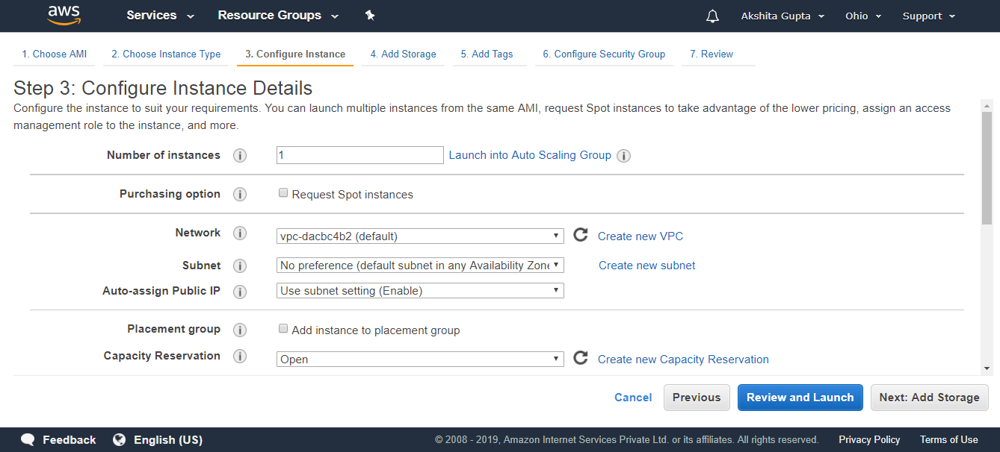 aws Services Resource Groups Akshita Gupta Ohio Support
1. Choose AMI 2. Choose Instance Type 3. Configure Instance 4. Add Storage 5. Add Tags 6. Configure Security Group 7. Review
Step 3: Configure Instance Details
Configure the instance to suit your requirements. You can launch multiple instances from the same AMI, request Spot instances to take advantage of the lower pricing, assign an access
management role to the instance, and more.
Number of instances i 1 Launch into Auto Scaling Group i
Purchasing option i Request Spot instances
Network i vpc-dacbc4b2 (default) Create new VPC
Subnet i No preference (default subnet in any Availability Zone Create new subnet
Auto-assign Public IP i Use subnet setting (Enable)
Placement group i Add instance to placement group
Capacity Reservation i Open Create new Capacity Reservation
Cancel Previous Review and Launch Next: Add Storage
Feedback English (US) © 2008 - 2019, Amazon Internet Services Private Ltd. or its affiliates. All rights reserved. Privacy Policy Terms of Use